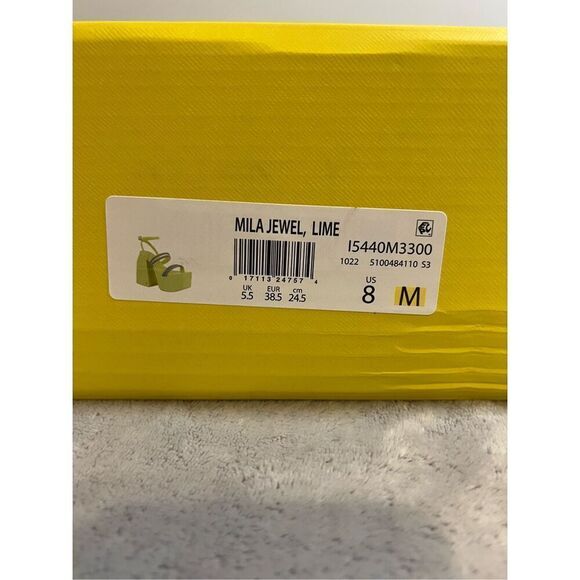 MILA JEWEL, LIME
I5440M3300
1022 5100484110 S3
0 17113 24757 4
UK EUR cm
5.5 38.5 24.5
US
8 M